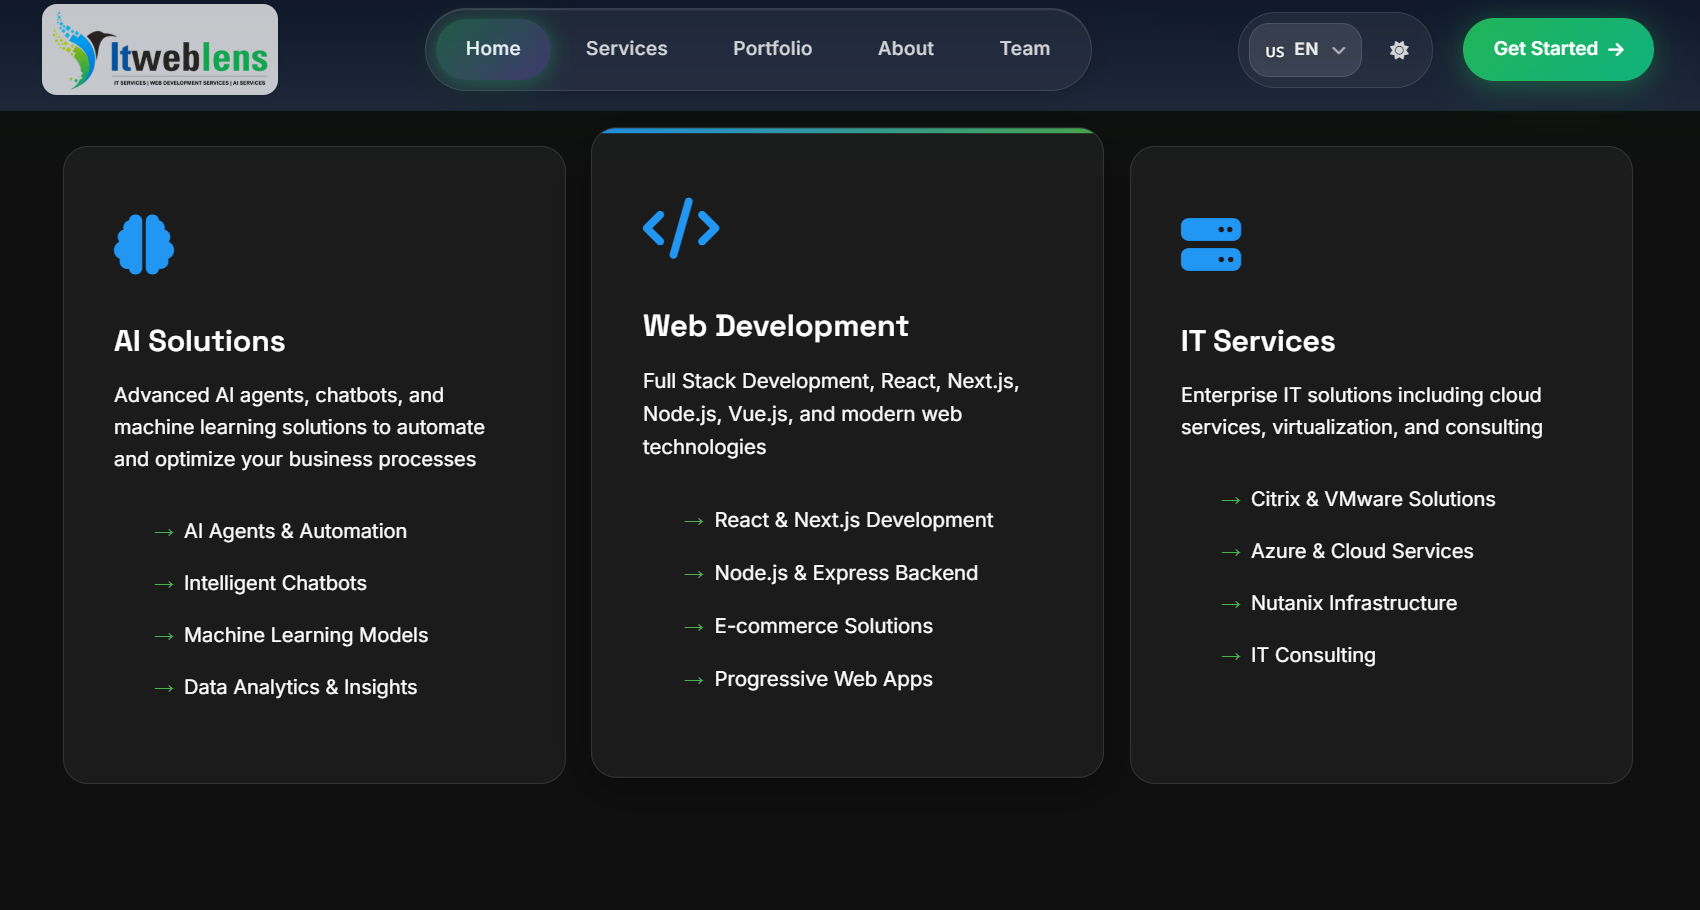 Itweblens
IT SERVICES | WEB DEVELOPMENT SERVICES | AI SERVICES
Home
Services
Portfolio
About
Team
US EN
Get Started →
AI Solutions
Advanced AI agents, chatbots, and
machine learning solutions to automate
and optimize your business processes
→ AI Agents & Automation
→ Intelligent Chatbots
→ Machine Learning Models
→ Data Analytics & Insights
Web Development
Full Stack Development, React, Next.js,
Node.js, Vue.js, and modern web
technologies
→ React & Next.js Development
→ Node.js & Express Backend
→ E-commerce Solutions
→ Progressive Web Apps
IT Services
Enterprise IT solutions including cloud
services, virtualization, and consulting
→ Citrix & VMware Solutions
→ Azure & Cloud Services
→ Nutanix Infrastructure
→ IT Consulting